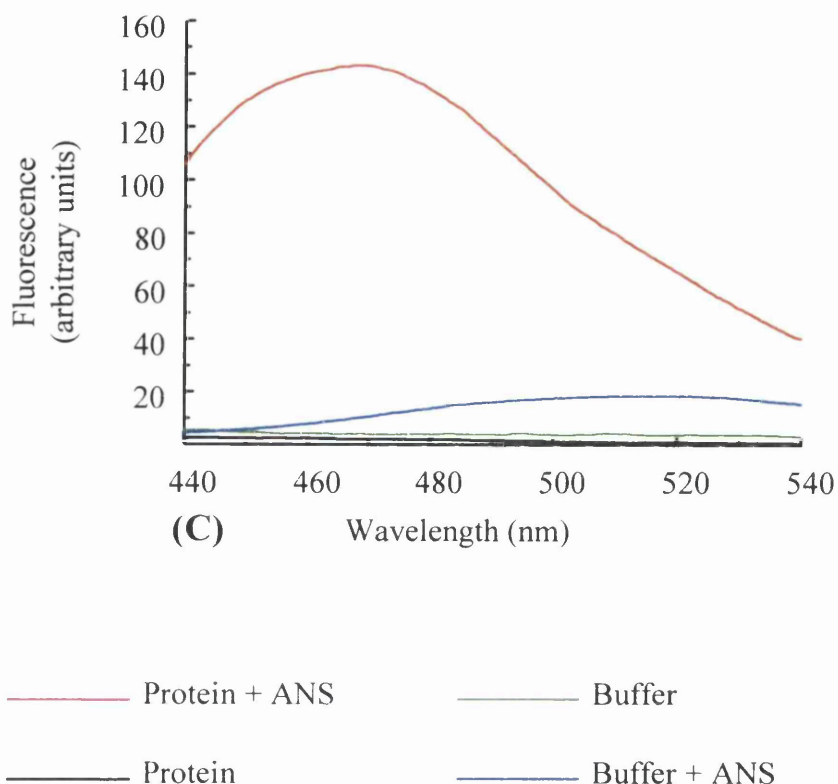 160
140
120
100
80
60
40
20
Fluorescence
(arbitrary units)
440 460 480 500 520 540
(C) Wavelength (nm)
Protein + ANS Buffer
Protein Buffer + ANS